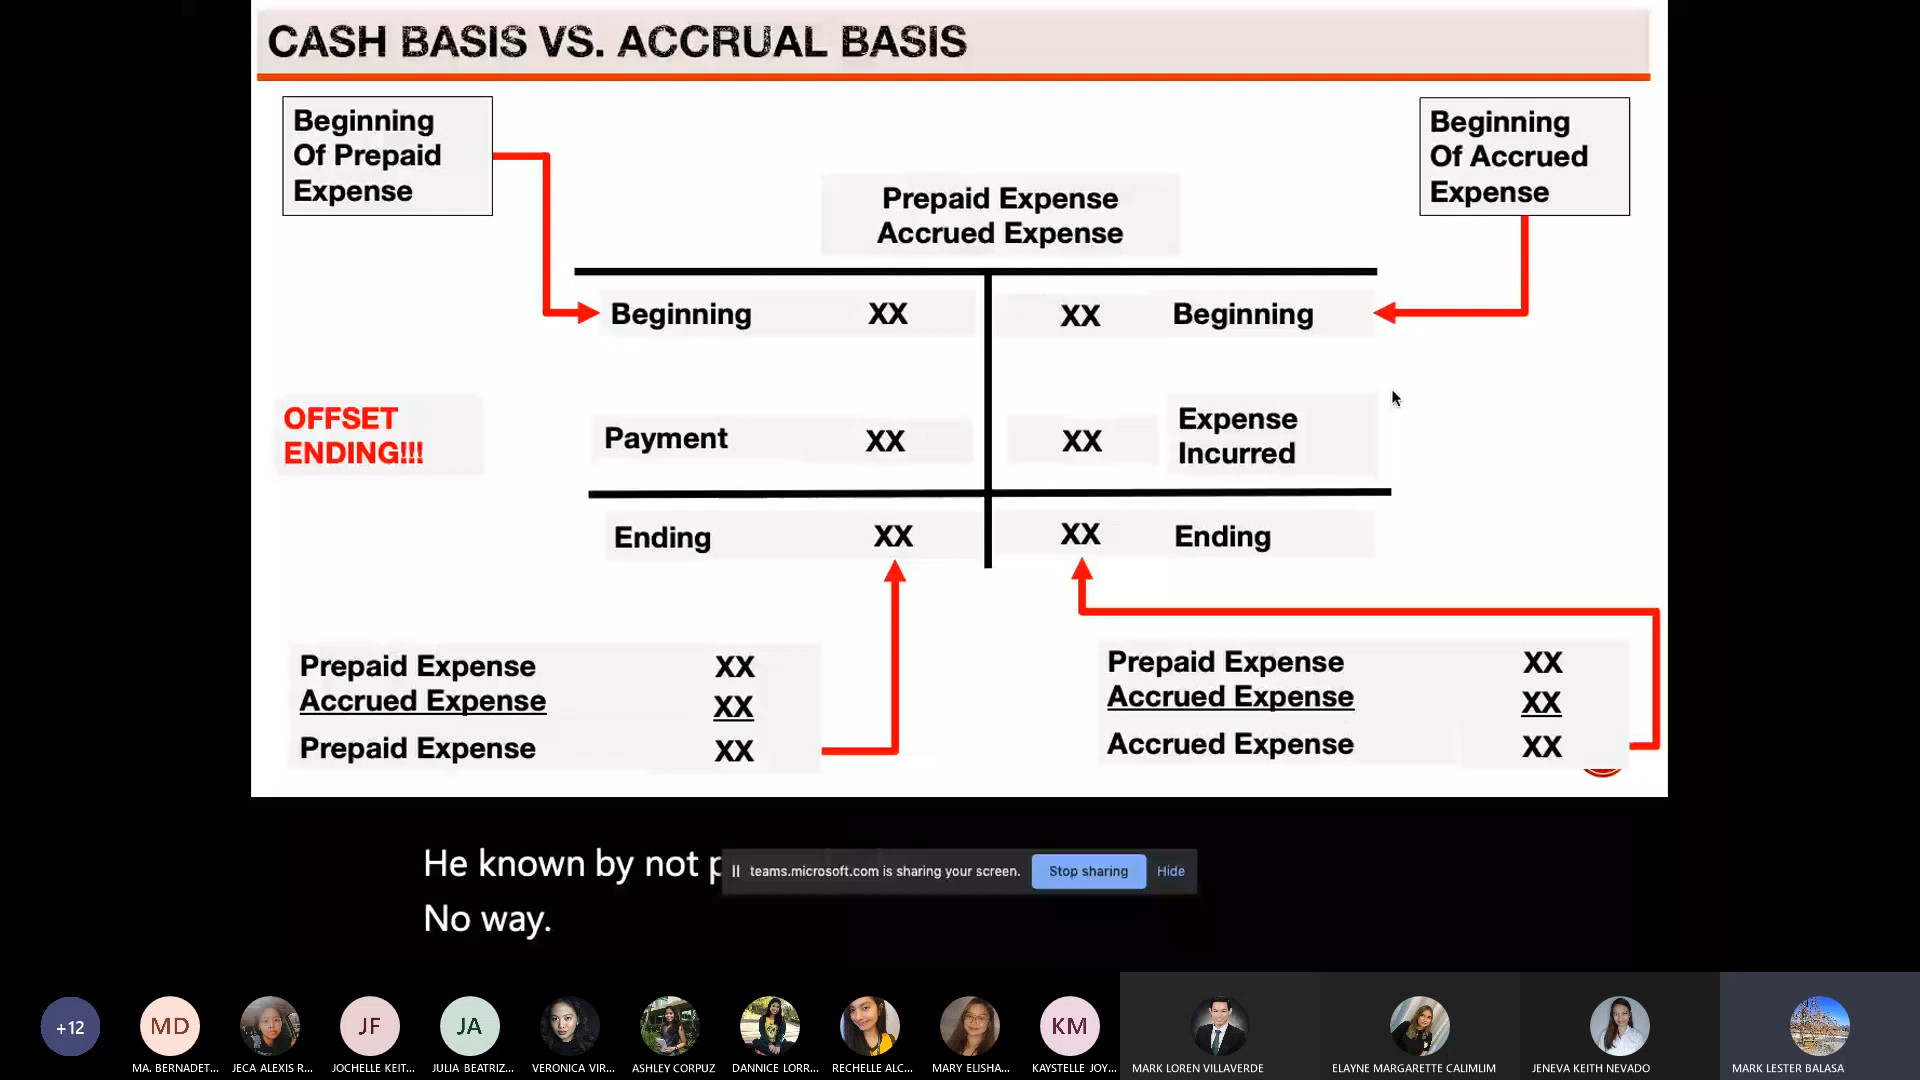 CASH BASIS VS. ACCRUAL BASIS
Beginning
Of Prepaid
Expense
Beginning
Of Accrued
Expense
Prepaid Expense
Accrued Expense
Beginning XX XX Beginning
OFFSET
ENDING!!!
Payment XX XX Expense
Incurred
Ending XX XX Ending
Prepaid Expense XX
Accrued Expense XX
Prepaid Expense XX
Prepaid Expense XX
Accrued Expense XX
Accrued Expense XX
He known by not
No way.
teams.microsoft.com is sharing your screen. Stop sharing Hide
+12 MD JF JA KM
MA. BERNADET... JECA ALEXIS R... JOCHELLE KEIT... JULIA BEATRIZ... VERONICA VIR... ASHLEY CORPUZ DANNICE LORR... RECHELLE ALC... MARY ELISHA... KAYSTELLE JOY... MARK LOREN VILLAVERDE ELAYNE MARGARETTE CALIMLIM JENEVA KEITH NEVADO MARK LESTER BALASA